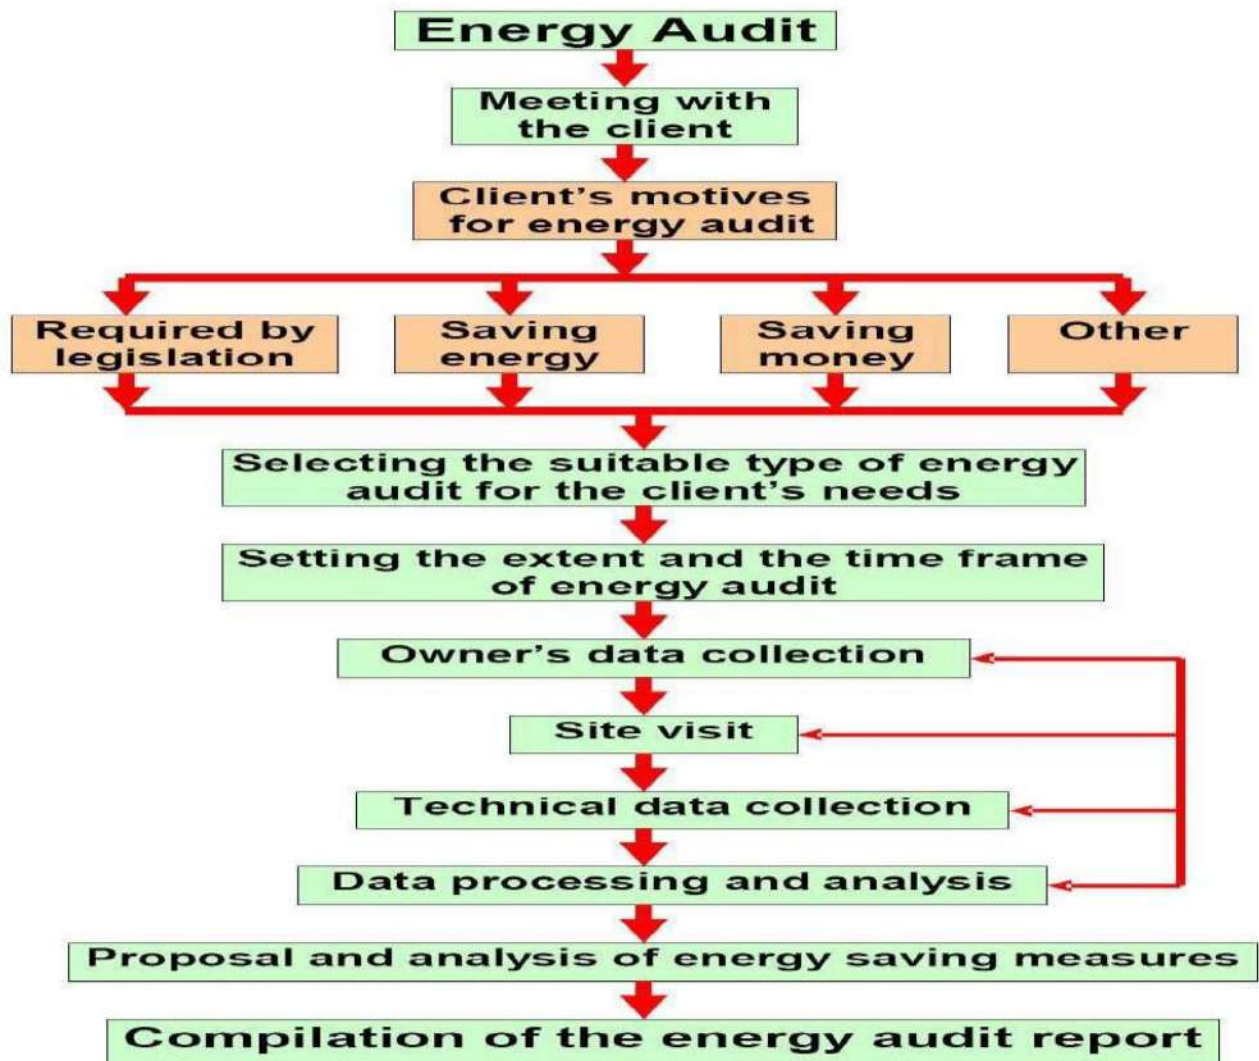 Energy Audit
Meeting with
the client
Client's motives
for energy audit
Required by
legislation
Saving
energy
Saving
money
Other
Selecting the suitable type of energy
audit for the client's needs
Setting the extent and the time frame
of energy audit
Owner's data collection
Site visit
Technical data collection
Data processing and analysis
Proposal and analysis of energy saving measures
Compilation of the energy audit report